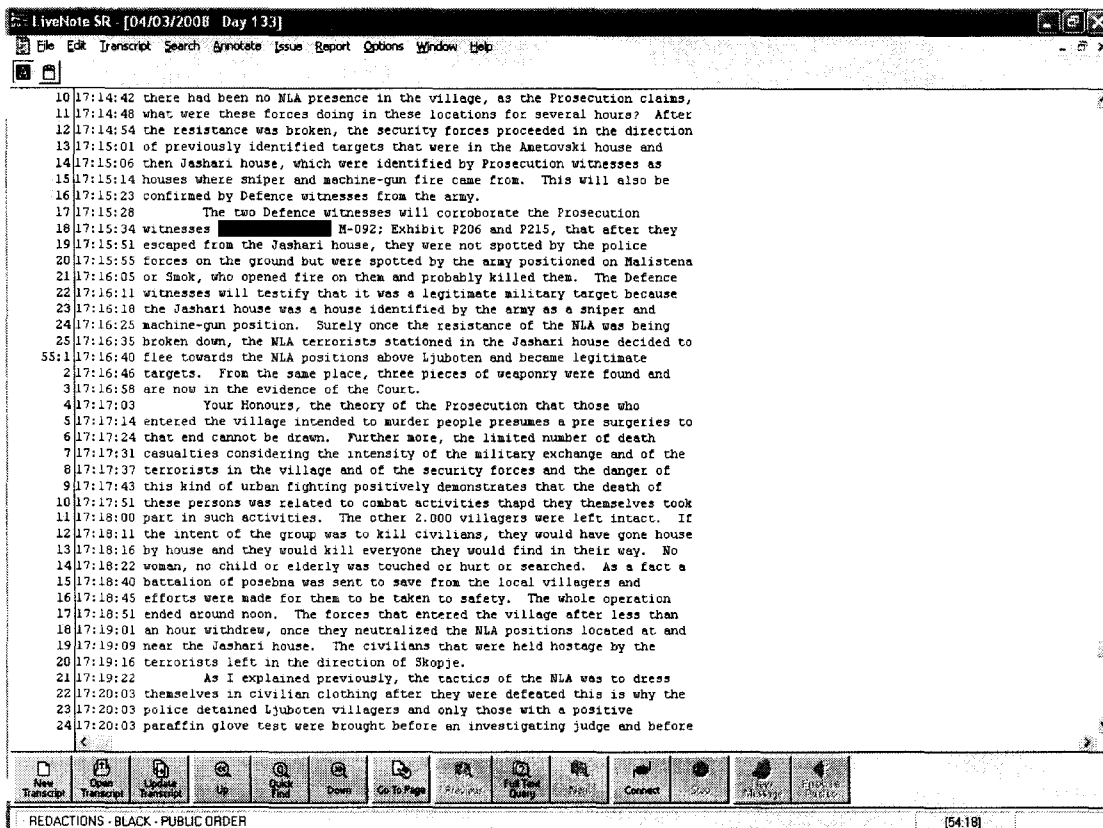 LiveNote SR - [04/03/2008 Day 133]
File Edit Transcript Search Annotate Issue Report Options Window Help
10 17:14:42 there had been no NLA presence in the village, as the Prosecution claims,
11 17:14:48 what were these forces doing in these locations for several hours? After
12 17:14:54 the resistance was broken, the security forces proceeded in the direction
13 17:15:01 of previously identified targets that were in the Ametovski house and
14 17:15:06 then Jashari house, which were identified by Prosecution witnesses as
15 17:15:14 houses where sniper and machine-gun fire came from. This will also be
16 17:15:23 confirmed by Defence witnesses from the army.
17 17:15:28 The two Defence witnesses will corroborate the Prosecution
18 17:15:34 witnesses M-092; Exhibit P206 and P215, that after they
19 17:15:51 escaped from the Jashari house, they were not spotted by the police
20 17:15:55 forces on the ground but were spotted by the army positioned on Malistena
21 17:16:05 or Smok, who opened fire on them and probably killed them. The Defence
22 17:16:11 witnesses will testify that it was a legitimate military target because
23 17:16:18 the Jashari house was a house identified by the army as a sniper and
24 17:16:25 machine-gun position. Surely once the resistance of the NLA was being
25 17:16:35 broken down, the NLA terrorists stationed in the Jashari house decided to
55:1 17:16:40 flee towards the NLA positions above Ljuboten and became legitimate
2 17:16:46 targets. From the same place, three pieces of weaponry were found and
3 17:16:58 are now in the evidence of the Court.
4 17:17:03 Your Honours, the theory of the Prosecution that those who
5 17:17:14 entered the village intended to murder people presumes a pre surgeries to
6 17:17:24 that end cannot be drawn. Further more, the limited number of death
7 17:17:31 casualties considering the intensity of the military exchange and of the
8 17:17:37 terrorists in the village and of the security forces and the danger of
9 17:17:43 this kind of urban fighting positively demonstrates that the death of
10 17:17:51 these persons was related to combat activities thapd they themselves took
11 17:18:00 part in such activities. The other 2.000 villagers were left intact. If
12 17:18:11 the intent of the group was to kill civilians, they would have gone house
13 17:18:16 by house and they would kill everyone they would find in their way. No
14 17:18:22 woman, no child or elderly was touched or hurt or searched. As a fact a
15 17:18:40 battalion of posebna was sent to save from the local villagers and
16 17:18:45 efforts were made for them to be taken to safety. The whole operation
17 17:18:51 ended around noon. The forces that entered the village after less than
18 17:19:01 an hour withdrew, once they neutralized the NLA positions located at and
19 17:19:09 near the Jashari house. The civilians that were held hostage by the
20 17:19:16 terrorists left in the direction of Skopje.
21 17:19:22 As I explained previously, the tactics of the NLA was to dress
22 17:20:03 themselves in civilian clothing after they were defeated this is why the
23 17:20:03 police detained Ljuboten villagers and only those with a positive
24 17:20:03 paraffin glove test were brought before an investigating judge and before
New Transcript Open Transcript Update Transcript Up Quick Find Down Go To Page Full Text Query Connect
REDACTIONS - BLACK - PUBLIC ORDER [54:18]